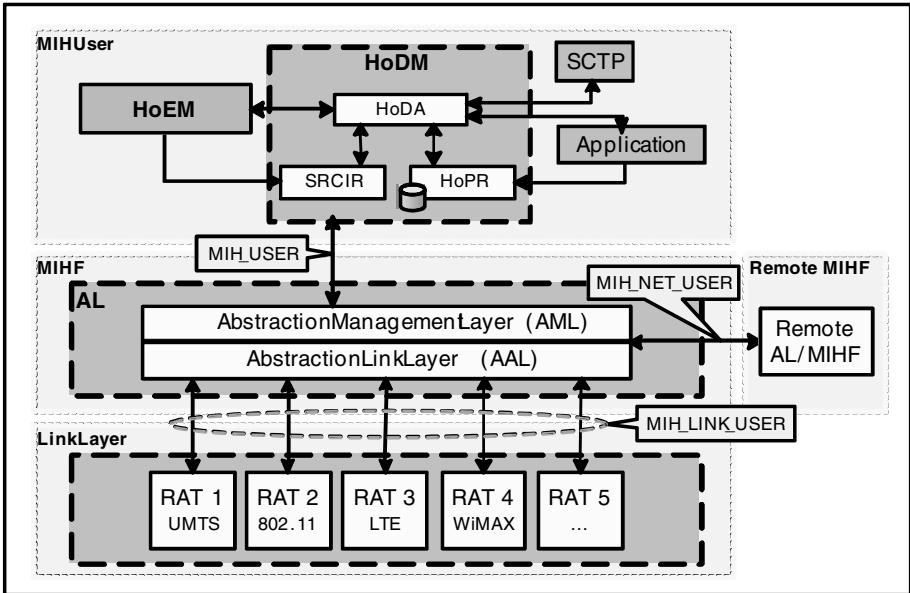 MIHUser
HoDM
SCTP
HoEM
HoDA
Application
SRCIR
HoPR
MIH_USER
MIHF
Remote MIHF
MIH_NET_USER
AL
AbstractionManagementLayer (AML)
AbstractionLinkLayer (AAL)
Remote
AL/MIHF
MIH_LINK_USER
LinkLayer
RAT 1
UMTS
RAT 2
802.11
RAT 3
LTE
RAT 4
WiMAX
RAT 5
...